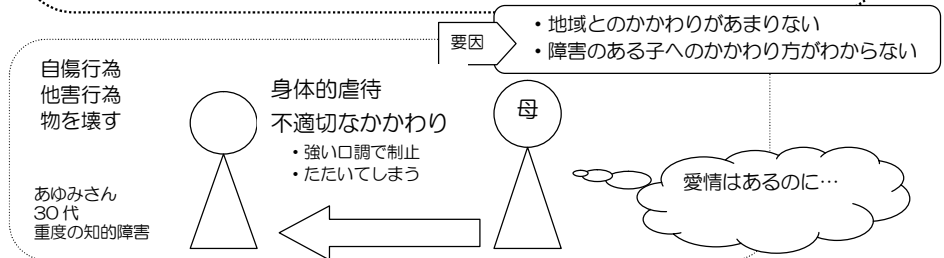 要因
・地域とのかかわりがあまりない
・障害のある子へのかかわり方がわからない
自傷行為
他害行為
物を壊す
身体的虐待
不適切なかかわり
・強い口調で制止
・たたいてしまう
母
愛情はあるのに…
あゆみさん
30代
重度の知的障害